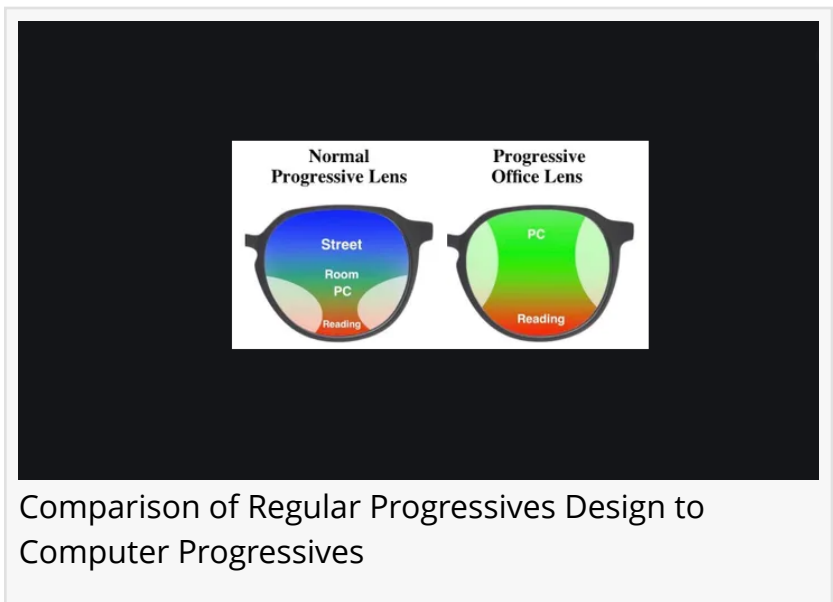 Normal
Progressive Lens
Progressive
Office Lens
Street
Room
PC
Reading
PC
Reading
Comparison of Regular Progressives Design to
Computer Progressives